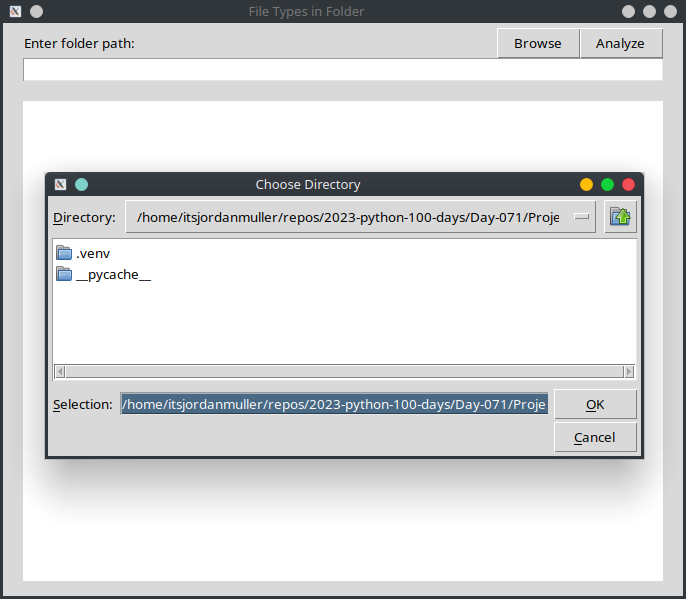 File Types in Folder
Enter folder path:
Browse
Analyze
Choose Directory
Directory: /home/itsjordanmuller/repos/2023-python-100-days/Day-071/Proje
.venv
__pycache__
Selection: /home/itsjordanmuller/repos/2023-python-100-days/Day-071/Proje
OK
Cancel